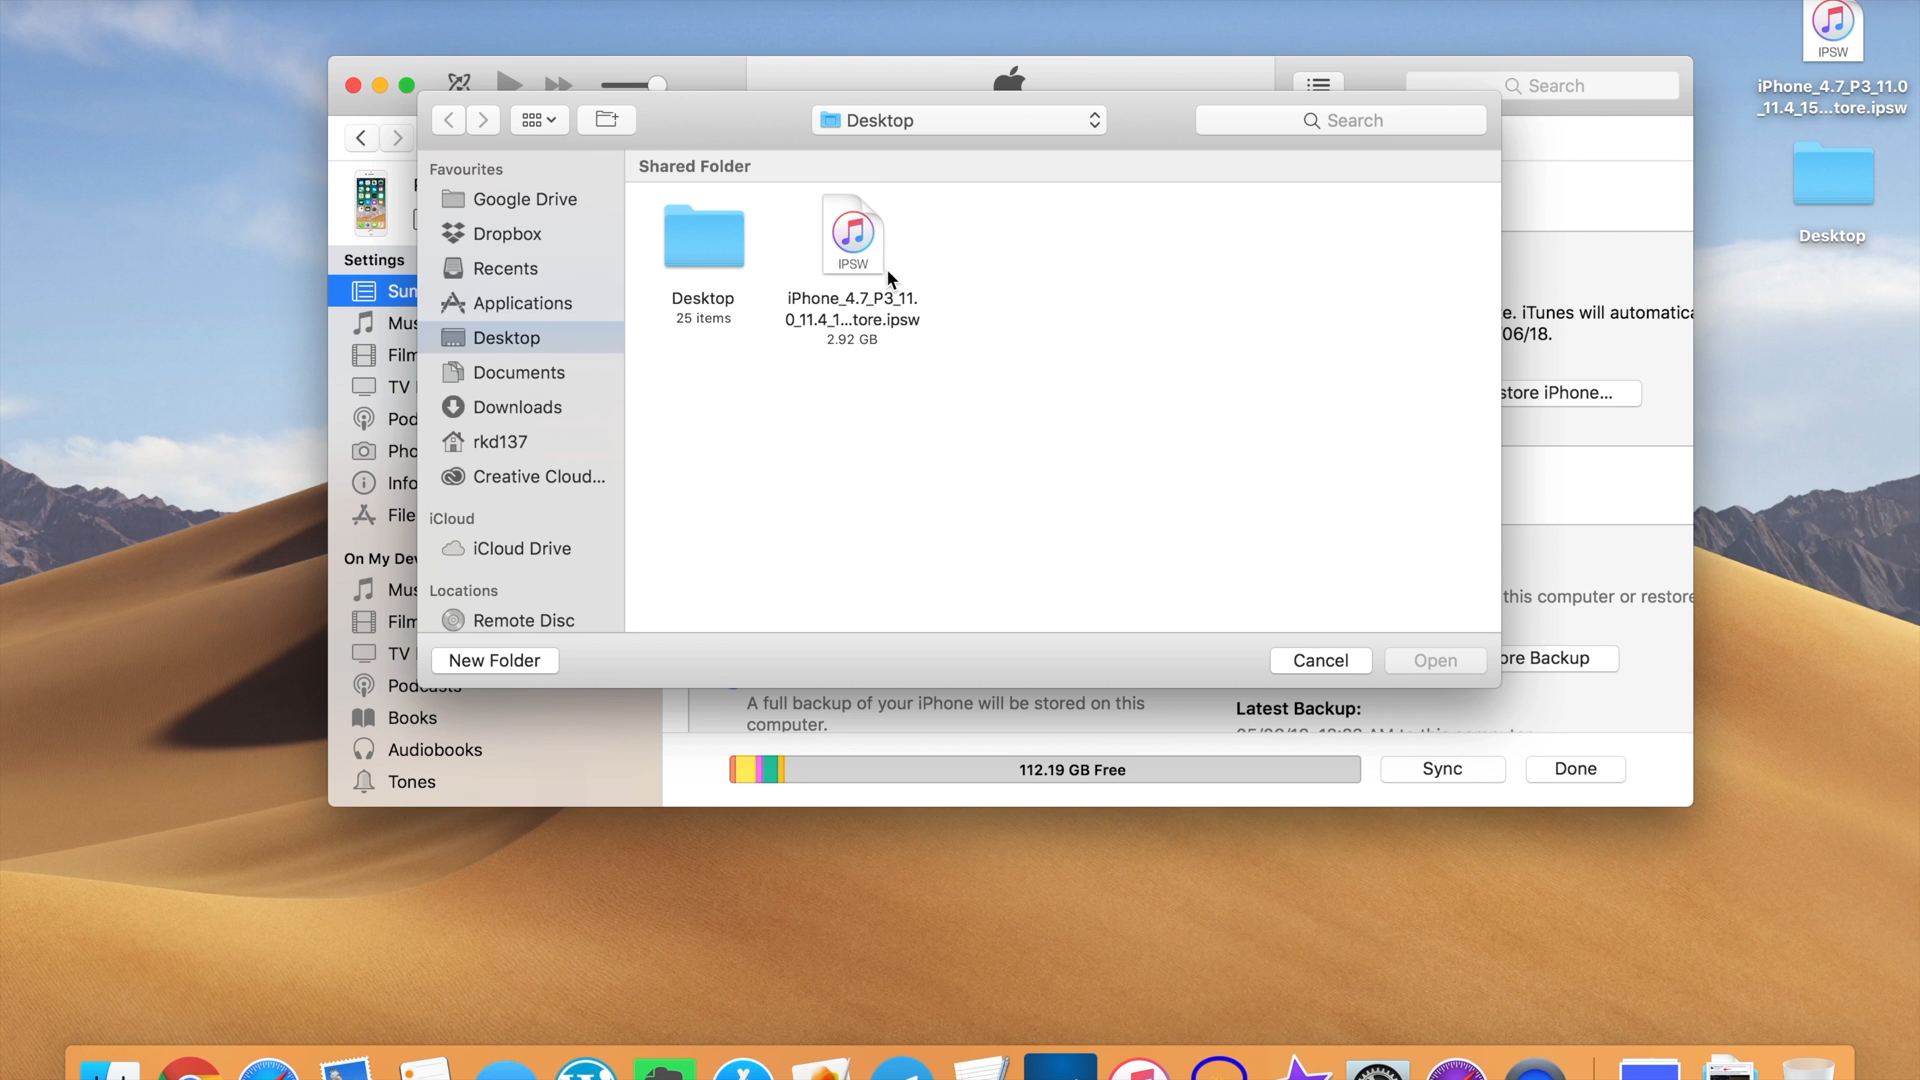 IPSW
iPhone_4.7_P3_11.0
_11.4_15...tore.ipsw
Desktop
Search
Desktop
Search
Favourites
Google Drive
Dropbox
Recents
Applications
Desktop
Documents
Downloads
rkd137
Creative Cloud...
iCloud
iCloud Drive
Locations
Remote Disc
Shared Folder
Desktop
25 items
IPSW
iPhone_4.7_P3_11.
0_11.4_1...tore.ipsw
2.92 GB
New Folder
Cancel
Open
Settings
Sun
Mus
Film
TV
Pod
Pho
Info
File
On My Dev
Mus
Film
TV
Podcasts
Books
Audiobooks
Tones
e. iTunes will automatica
06/18.
store iPhone...
this computer or restore
ore Backup
A full backup of your iPhone will be stored on this
computer.
Latest Backup:
112.19 GB Free
Sync
Done